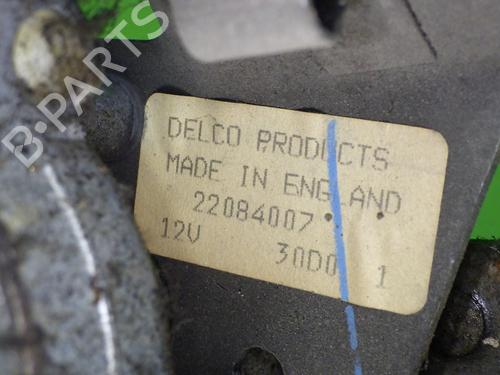 B-PARTS
DELCO PRODUCTS
MADE IN ENGLAND
22084007
12V 30D0 1